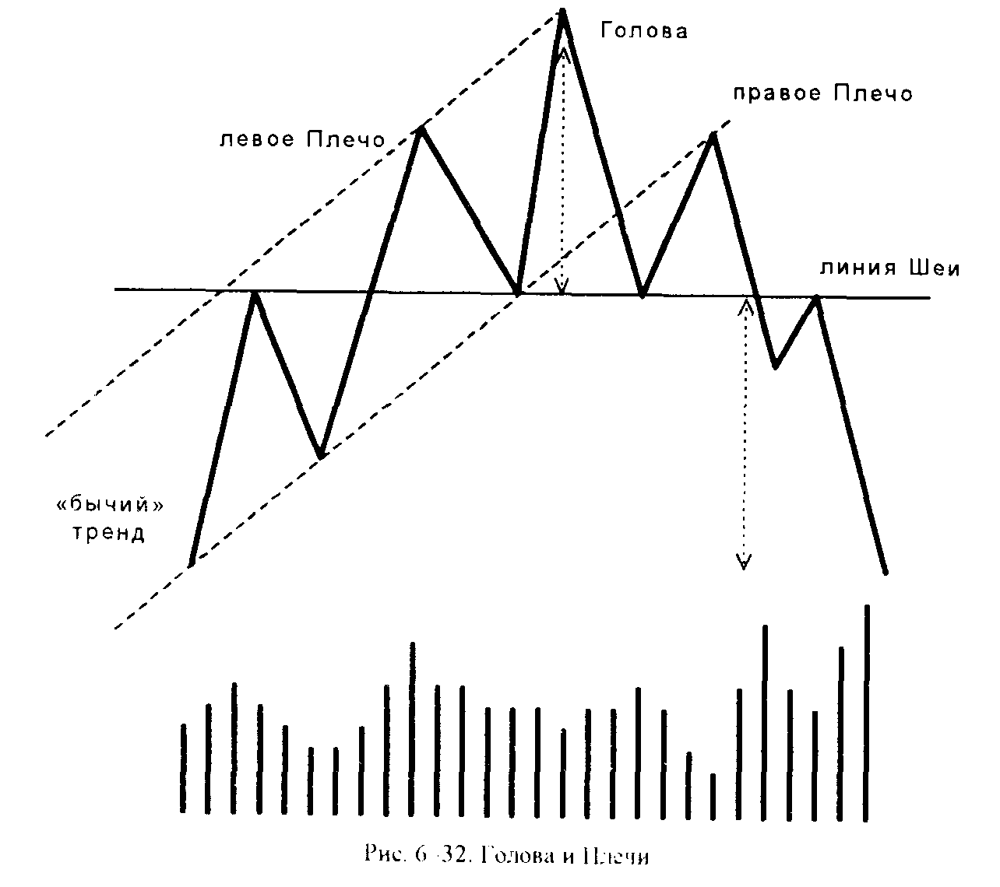 Голова
правое Плечо
левое Плечо
линия Шеи
«бычий»
тренд
Рис. 6-32. Голова и Плечи